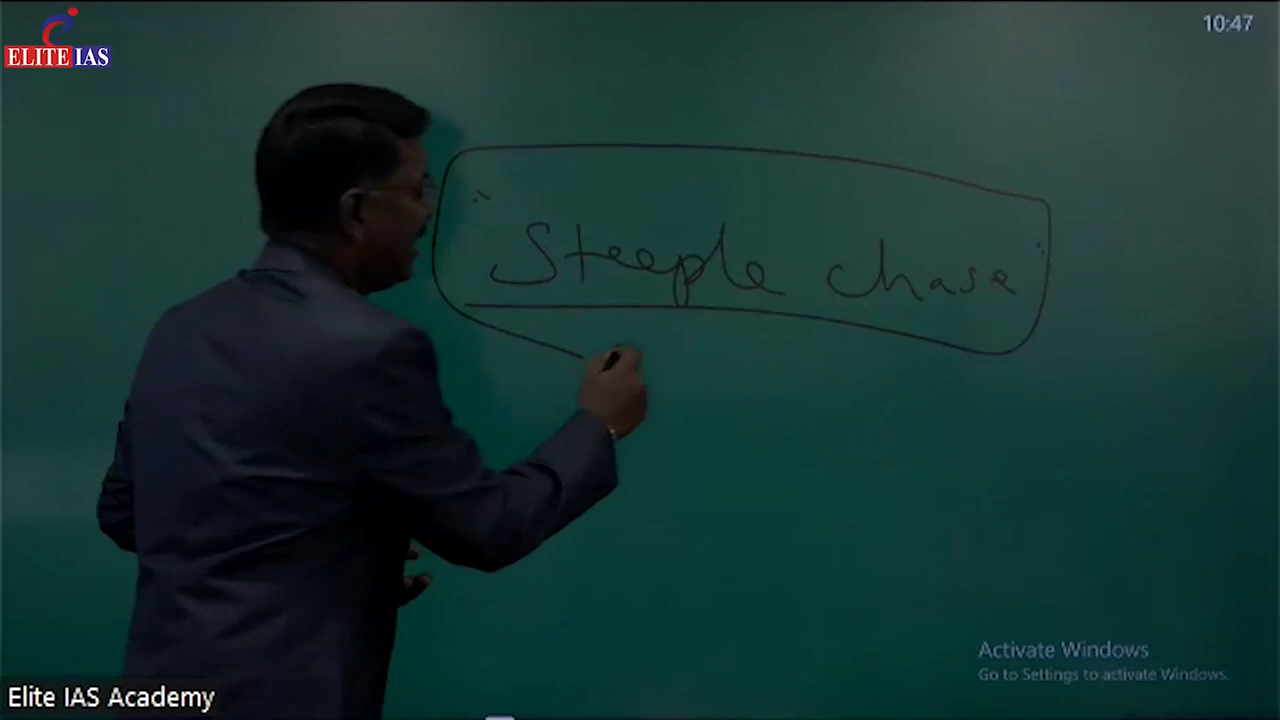 ELITE IAS
10:47
Steeple chase
Activate Windows
Go to Settings to activate Windows.
Elite IAS Academy